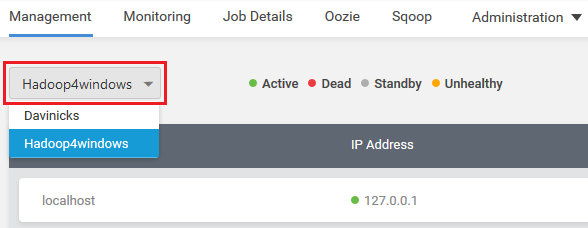 Management Monitoring Job Details Oozie Sqoop Administration
Hadoop4windows Active Dead Standby Unhealthy
Davinicks
Hadoop4windows
IP Address
localhost 127.0.0.1